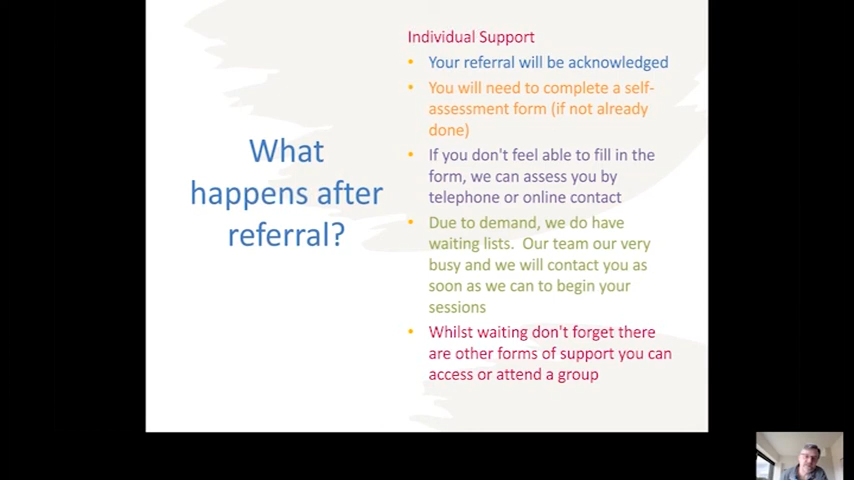 What
happens after
referral?
Individual Support
• Your referral will be acknowledged
• You will need to complete a self-
assessment form (if not already
done)
• If you don't feel able to fill in the
form, we can assess you by
telephone or online contact
• Due to demand, we do have
waiting lists. Our team our very
busy and we will contact you as
soon as we can to begin your
sessions
• Whilst waiting don't forget there
are other forms of support you can
access or attend a group